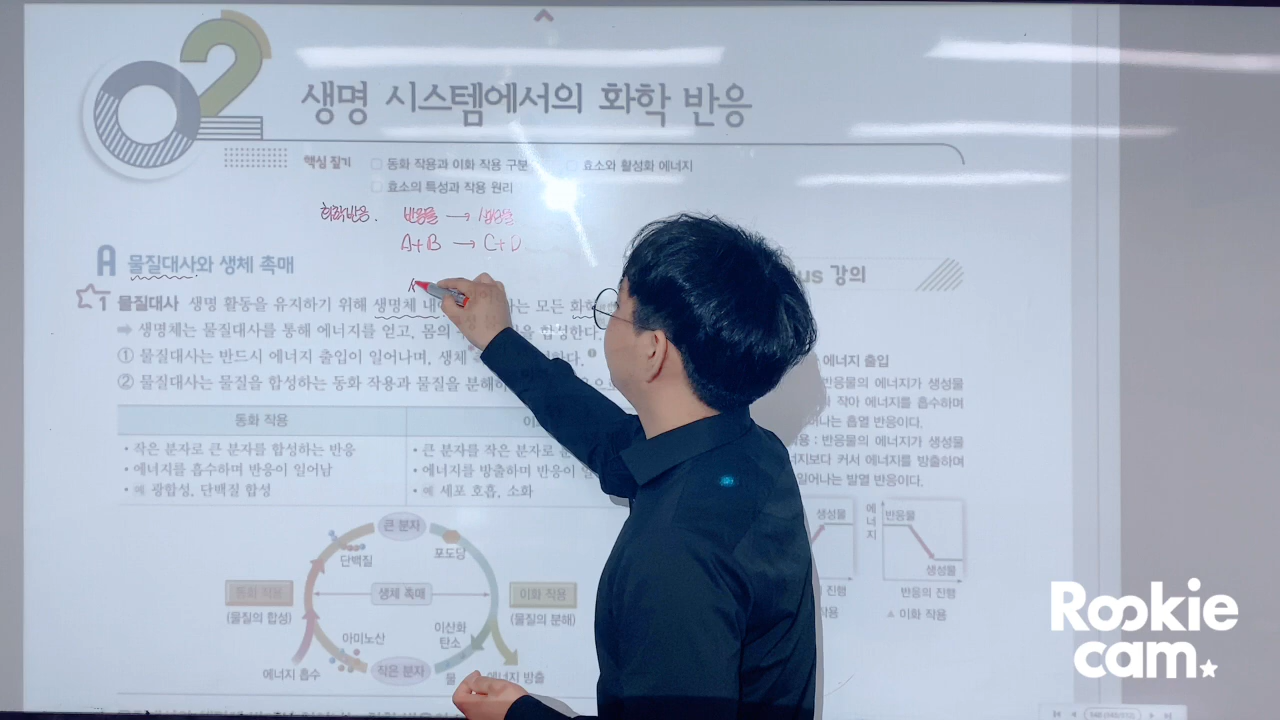 02
생명 시스템에서의 화학 반응
핵심 짚기 □ 동화 작용과 이화 작용 구분 □ 효소와 활성화 에너지
□ 효소의 특성과 작용 원리
화학반응. 반응물 → 생성물
A+B → C+D
A 물질대사와 생체 촉매
1 물질대사 생명 활동을 유지하기 위해 생명체 내에 는 모든 화학
➡ 생명체는 물질대사를 통해 에너지를 얻고, 몸의 을 합성한다.
① 물질대사는 반드시 에너지 출입이 일어나며, 생체
② 물질대사는 물질을 합성하는 동화 작용과 물질을 분해하
동화 작용
• 작은 분자로 큰 분자를 합성하는 반응
• 에너지를 흡수하며 반응이 일어남
• 예 광합성, 단백질 합성
• 큰 분자를 작은 분자로
• 에너지를 방출하며 반응이
• 예 세포 호흡, 소화
큰 분자
단백질
포도당
동화 작용
(물질의 합성)
생체 촉매
이화 작용
(물질의 분해)
아미노산
이산화
탄소
에너지 흡수
작은 분자
물
에너지 방출
us 강의
에너지 출입
반응물의 에너지가 생성물
작아 에너지를 흡수하며
나는 흡열 반응이다.
용 : 반응물의 에너지가 생성물
너지보다 커서 에너지를 방출하며
일어나는 발열 반응이다.
생성물
진행
작용
에너지
반응물
생성물
반응의 진행
▲ 이화 작용
Rookie
cam.